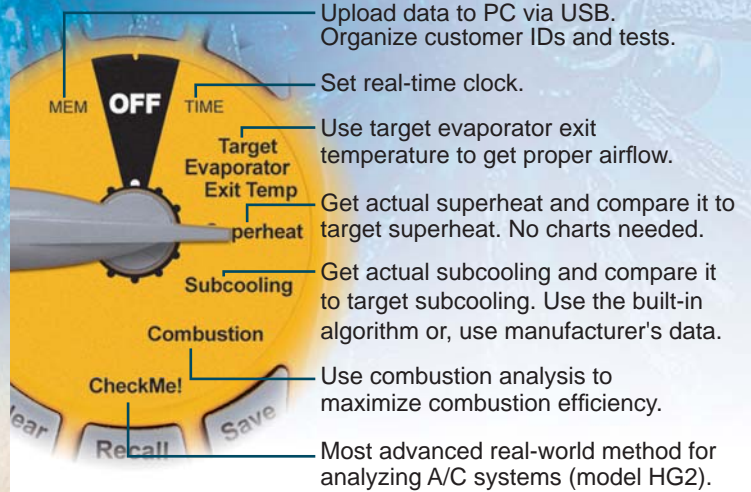 Upload data to PC via USB.
Organize customer IDs and tests.
MEM
OFF
TIME
Set real-time clock.
Target
Evaporator
Exit Temp
Use target evaporator exit
temperature to get proper airflow.
Get actual superheat and compare it to
target superheat. No charts needed.
Subcooling
Get actual subcooling and compare it
to target subcooling. Use the built-in
algorithm or, use manufacturer's data.
Combustion
Use combustion analysis to
maximize combustion efficiency.
CheckMe!
Recall
Save
Most advanced real-world method for
analyzing A/C systems (model HG2).